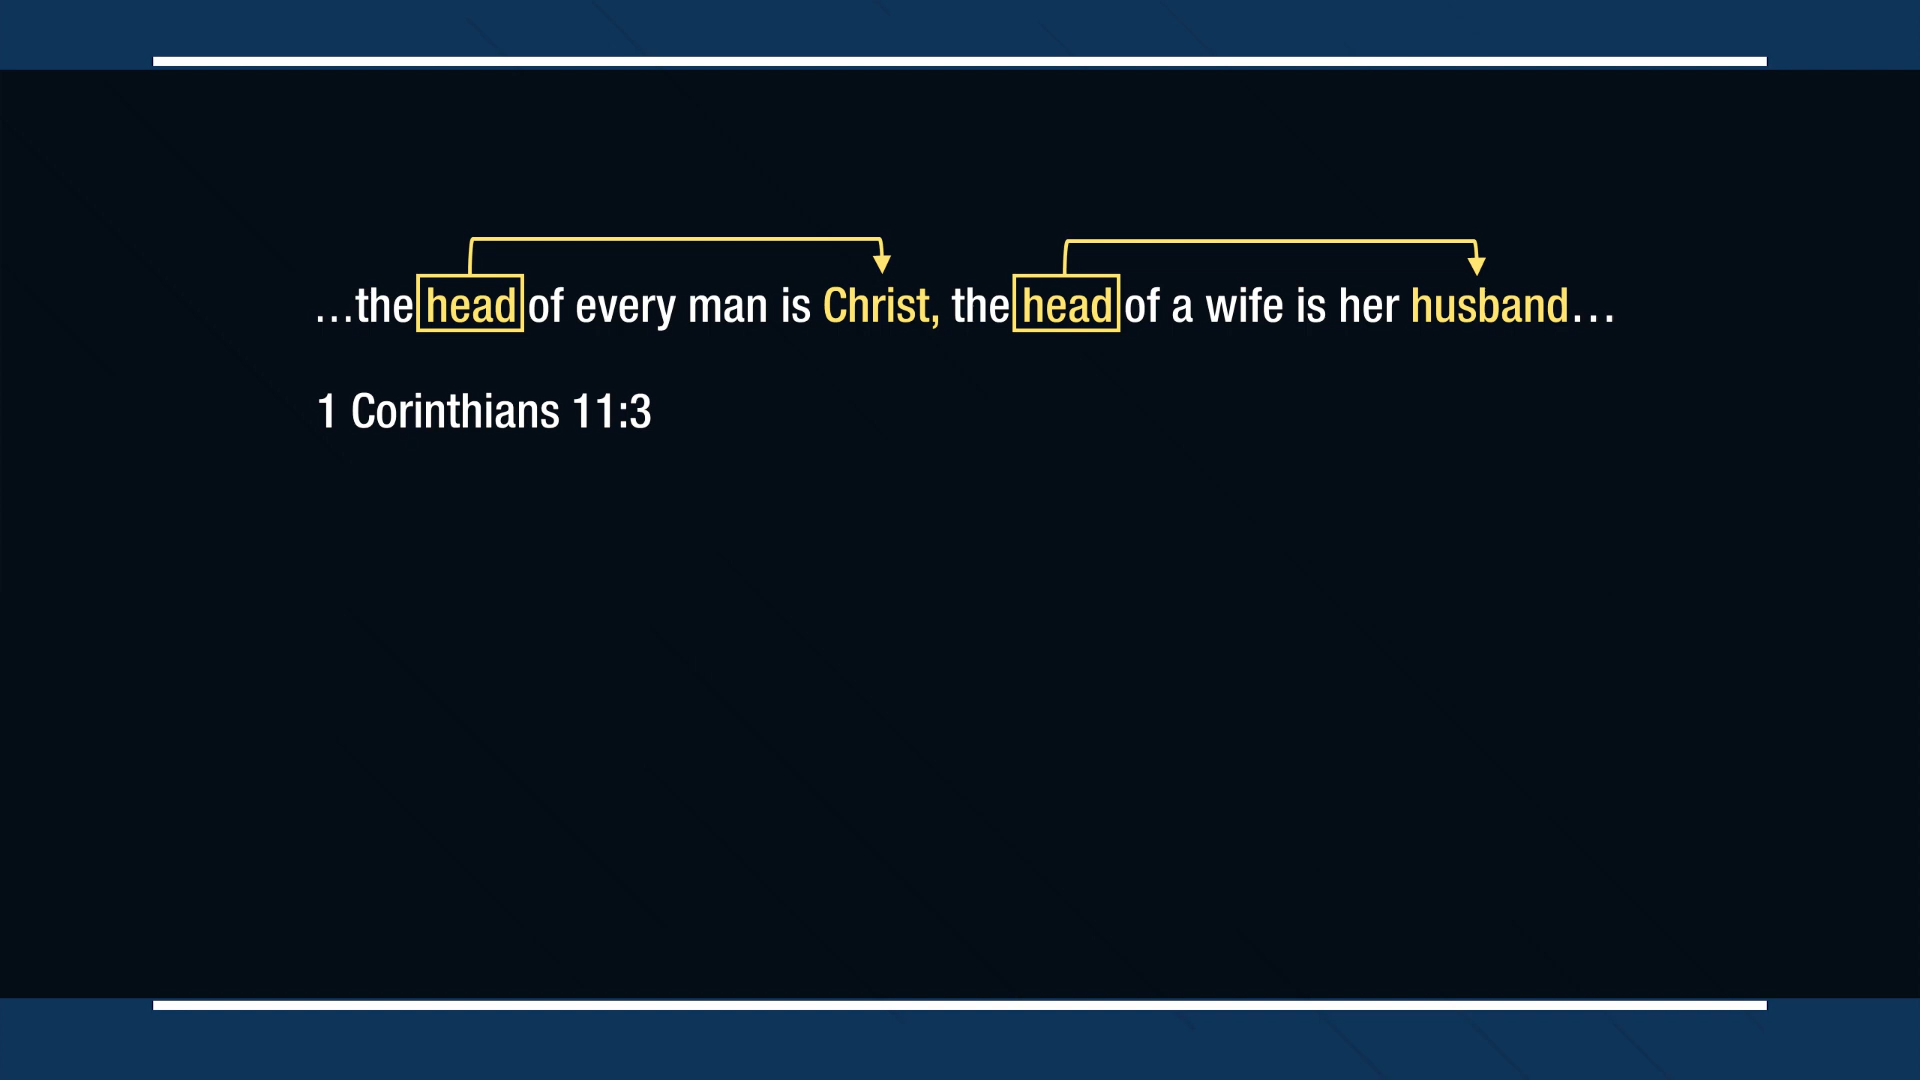 ...the head of every man is Christ, the head of a wife is her husband...
1 Corinthians 11:3